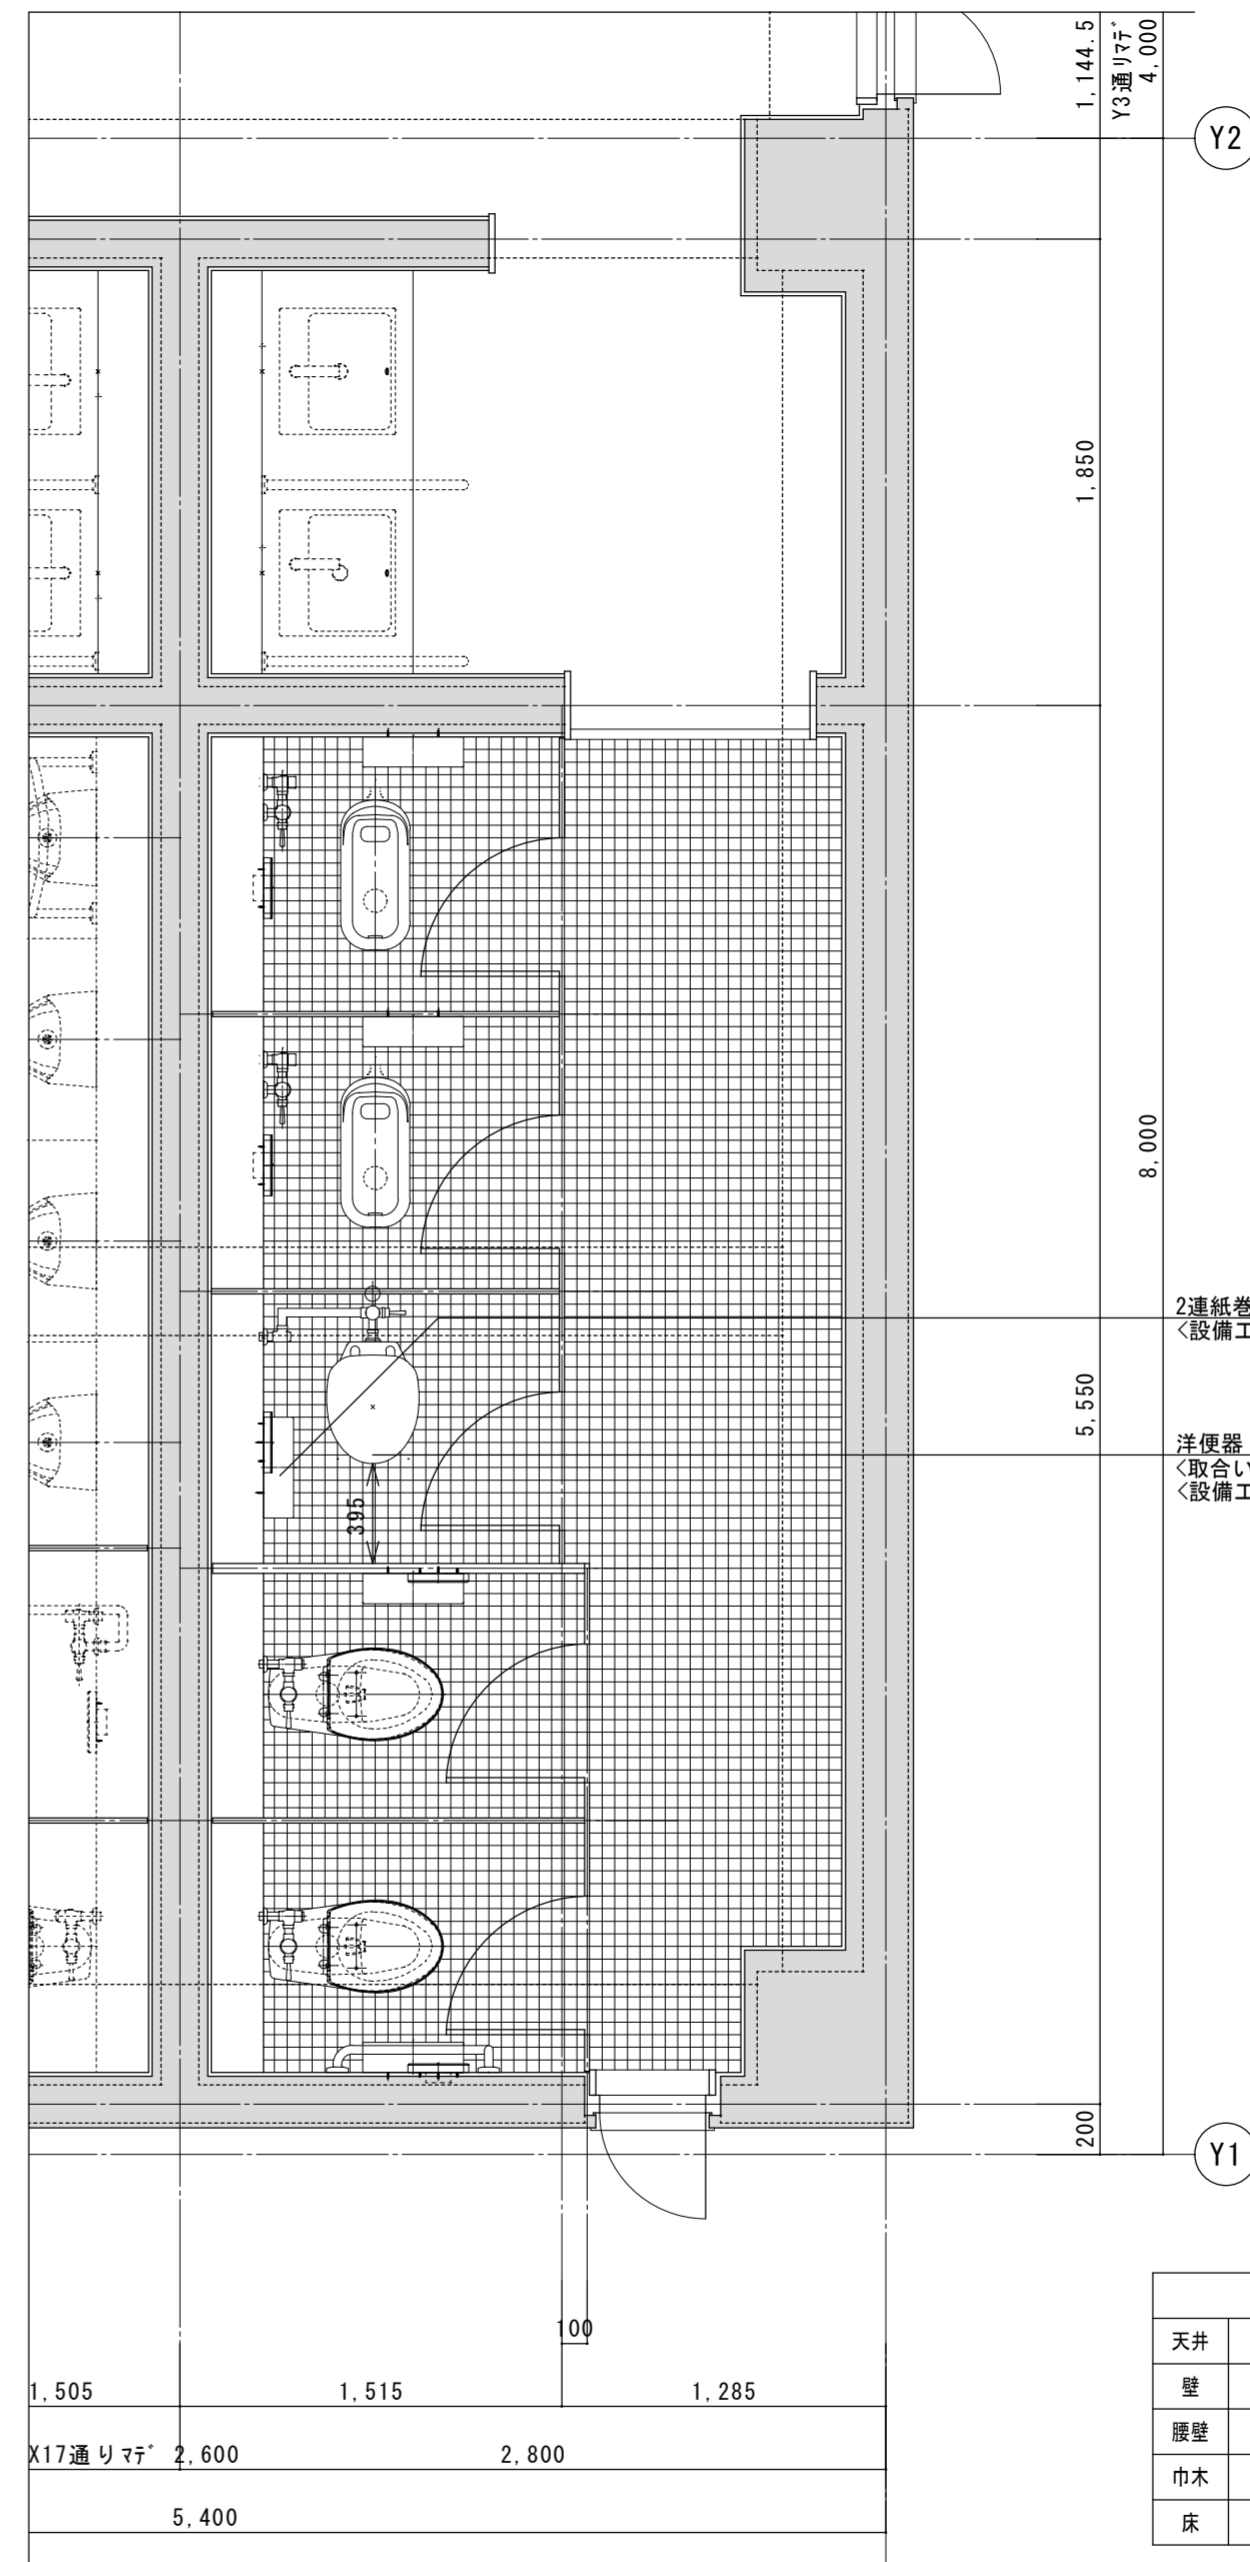 1,144.5
Y3通リマデ
4,000
Y2
1,850
8,000
2連紙巻
<設備工
5,550
洋便器
<取合い
<設備工
395
200
Y1
100
1,505
1,515
1,285
X17通りマデ
2,600
2,800
5,400
天井
壁
腰壁
巾木
床